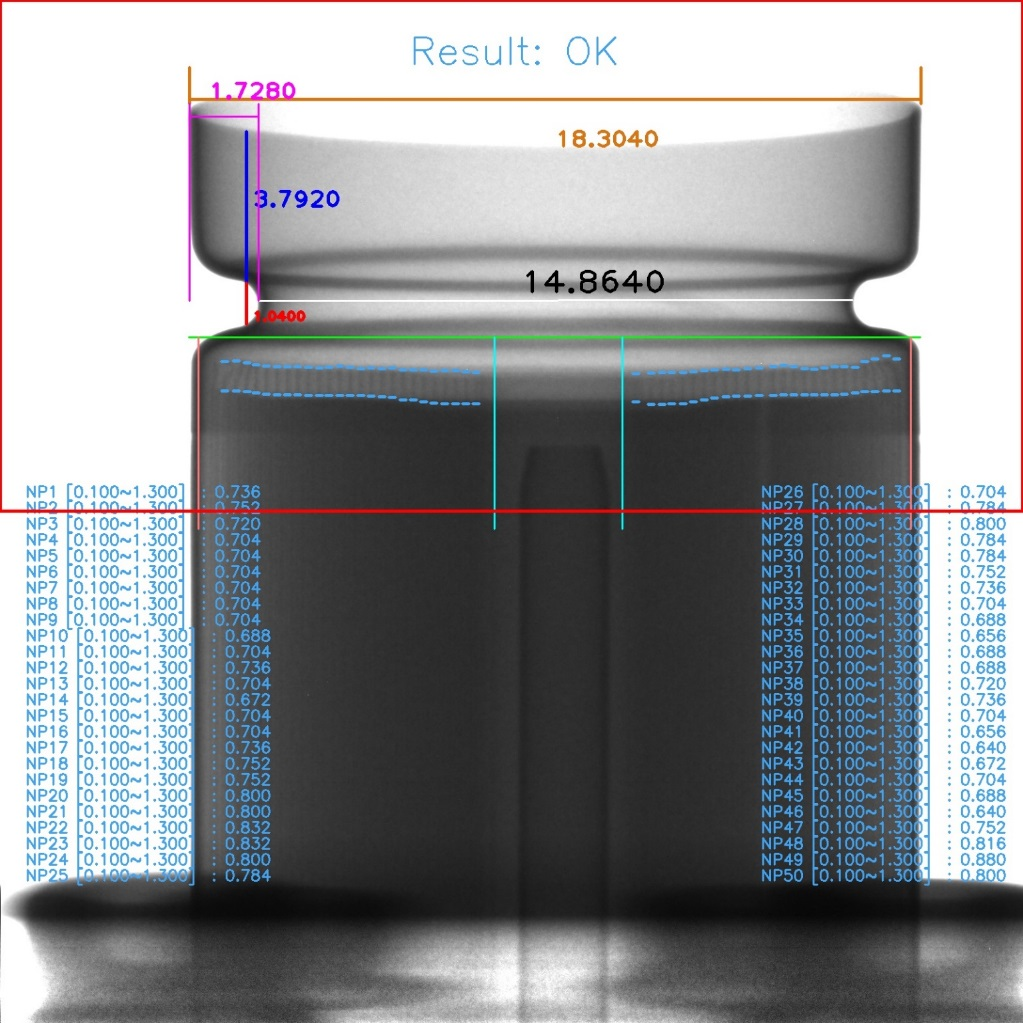 Result: OK
1.7280
18.3040
3.7920
14.8640
1.0400
NP1 [0.100~1.300] : 0.736
NP2 [0.100~1.300] : 0.752
NP3 [0.100~1.300] : 0.720
NP4 [0.100~1.300] : 0.704
NP5 [0.100~1.300] : 0.704
NP6 [0.100~1.300] : 0.704
NP7 [0.100~1.300] : 0.704
NP8 [0.100~1.300] : 0.704
NP9 [0.100~1.300] : 0.704
NP10 [0.100~1.300] : 0.688
NP11 [0.100~1.300] : 0.704
NP12 [0.100~1.300] : 0.736
NP13 [0.100~1.300] : 0.704
NP14 [0.100~1.300] : 0.672
NP15 [0.100~1.300] : 0.704
NP16 [0.100~1.300] : 0.704
NP17 [0.100~1.300] : 0.736
NP18 [0.100~1.300] : 0.752
NP19 [0.100~1.300] : 0.752
NP20 [0.100~1.300] : 0.800
NP21 [0.100~1.300] : 0.800
NP22 [0.100~1.300] : 0.832
NP23 [0.100~1.300] : 0.832
NP24 [0.100~1.300] : 0.800
NP25 [0.100~1.300] : 0.784
NP26 [0.100~1.300] : 0.704
NP27 [0.100~1.300] : 0.784
NP28 [0.100~1.300] : 0.800
NP29 [0.100~1.300] : 0.784
NP30 [0.100~1.300] : 0.784
NP31 [0.100~1.300] : 0.752
NP32 [0.100~1.300] : 0.736
NP33 [0.100~1.300] : 0.704
NP34 [0.100~1.300] : 0.688
NP35 [0.100~1.300] : 0.656
NP36 [0.100~1.300] : 0.688
NP37 [0.100~1.300] : 0.688
NP38 [0.100~1.300] : 0.720
NP39 [0.100~1.300] : 0.736
NP40 [0.100~1.300] : 0.704
NP41 [0.100~1.300] : 0.656
NP42 [0.100~1.300] : 0.640
NP43 [0.100~1.300] : 0.672
NP44 [0.100~1.300] : 0.704
NP45 [0.100~1.300] : 0.688
NP46 [0.100~1.300] : 0.640
NP47 [0.100~1.300] : 0.752
NP48 [0.100~1.300] : 0.816
NP49 [0.100~1.300] : 0.880
NP50 [0.100~1.300] : 0.800